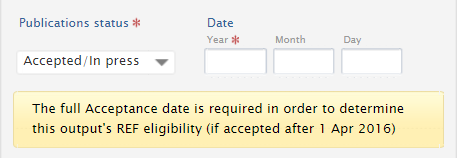 Publications status * Date
Year * Month Day
Accepted/In press
The full Acceptance date is required in order to determine
this output's REF eligibility (if accepted after 1 Apr 2016)